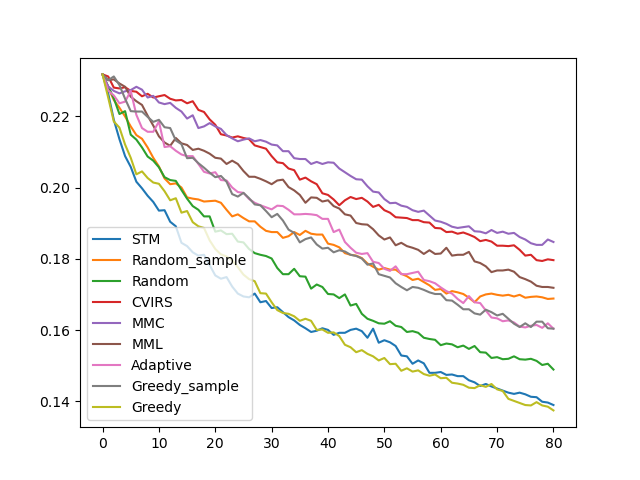 0.22
0.20
0.18
0.16
0.14
STM
Random_sample
Random
CVIRS
MMC
MML
Adaptive
Greedy_sample
Greedy
0 10 20 30 40 50 60 70 80